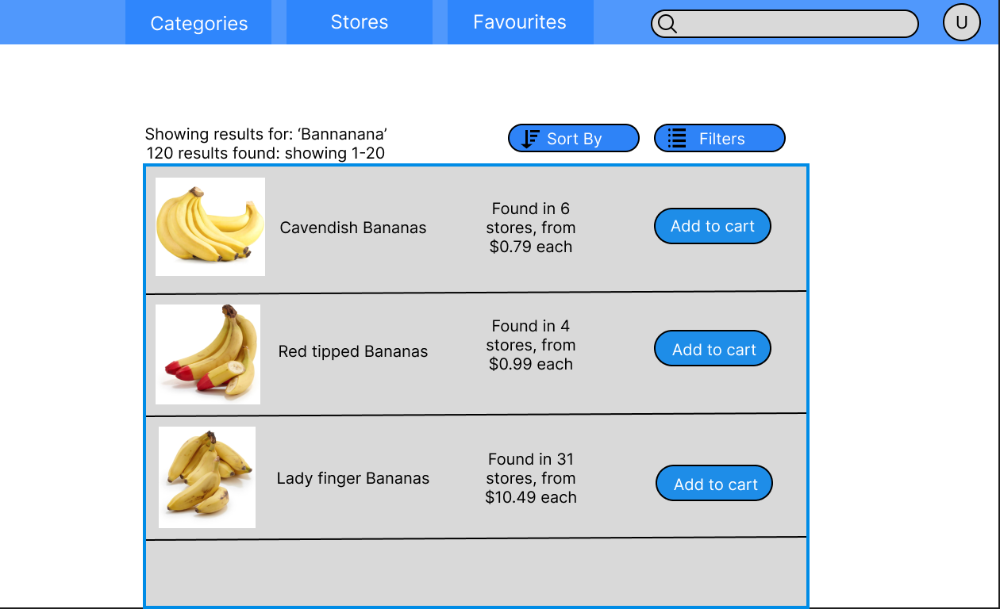 Categories
Stores
Favourites
U
Showing results for: ‘Bannanana’
120 results found: showing 1-20
Sort By
Filters
Cavendish Bananas
Found in 6
stores, from
$0.79 each
Add to cart
Red tipped Bananas
Found in 4
stores, from
$0.99 each
Add to cart
Lady finger Bananas
Found in 31
stores, from
$10.49 each
Add to cart